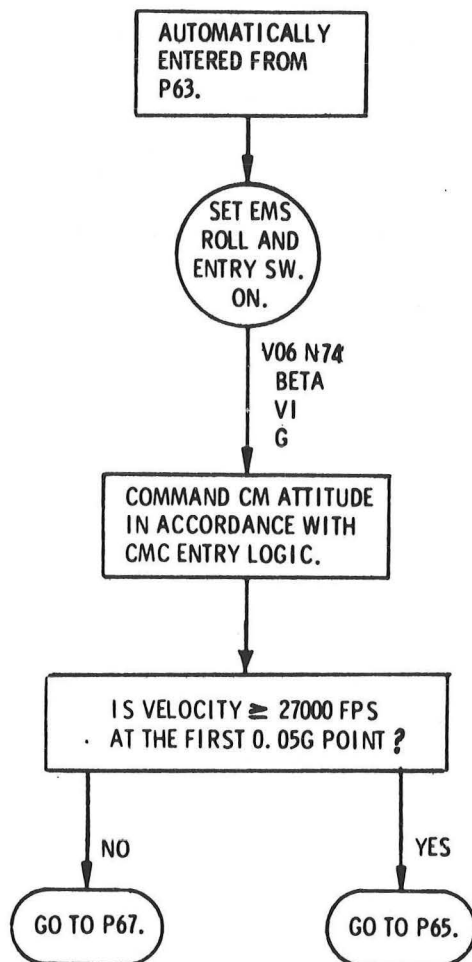 AUTOMATICALLY
ENTERED FROM
P63.
SET EMS
ROLL AND
ENTRY SW.
ON.
V06 N74
BETA
VI
G
COMMAND CM ATTITUDE
IN ACCORDANCE WITH
CMC ENTRY LOGIC.
IS VELOCITY ≧ 27000 FPS
AT THE FIRST 0.05G POINT?
NO
YES
GO TO P67.
GO TO P65.